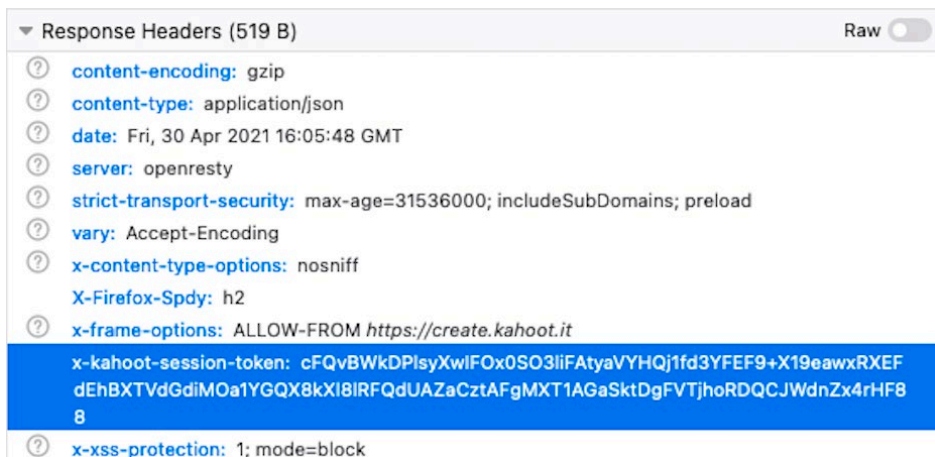 Response Headers (519 B) Raw
content-encoding: gzip
content-type: application/json
date: Fri, 30 Apr 2021 16:05:48 GMT
server: openresty
strict-transport-security: max-age=31536000; includeSubDomains; preload
vary: Accept-Encoding
x-content-type-options: nosniff
X-Firefox-Spdy: h2
x-frame-options: ALLOW-FROM https://create.kahoot.it
x-kahoot-session-token: cFQvBWkDPlsyXwlFOx0SO3liFAtyaVYHQj1fd3YFEF9+X19eawxRXEF
dEhBXTVdGdiMOa1YGQX8kXl8lRFQdUAZaCztAFgMXT1AGaSktDgFVTjhoRDQCJWdnZx4rHF8
8
x-xss-protection: 1; mode=block